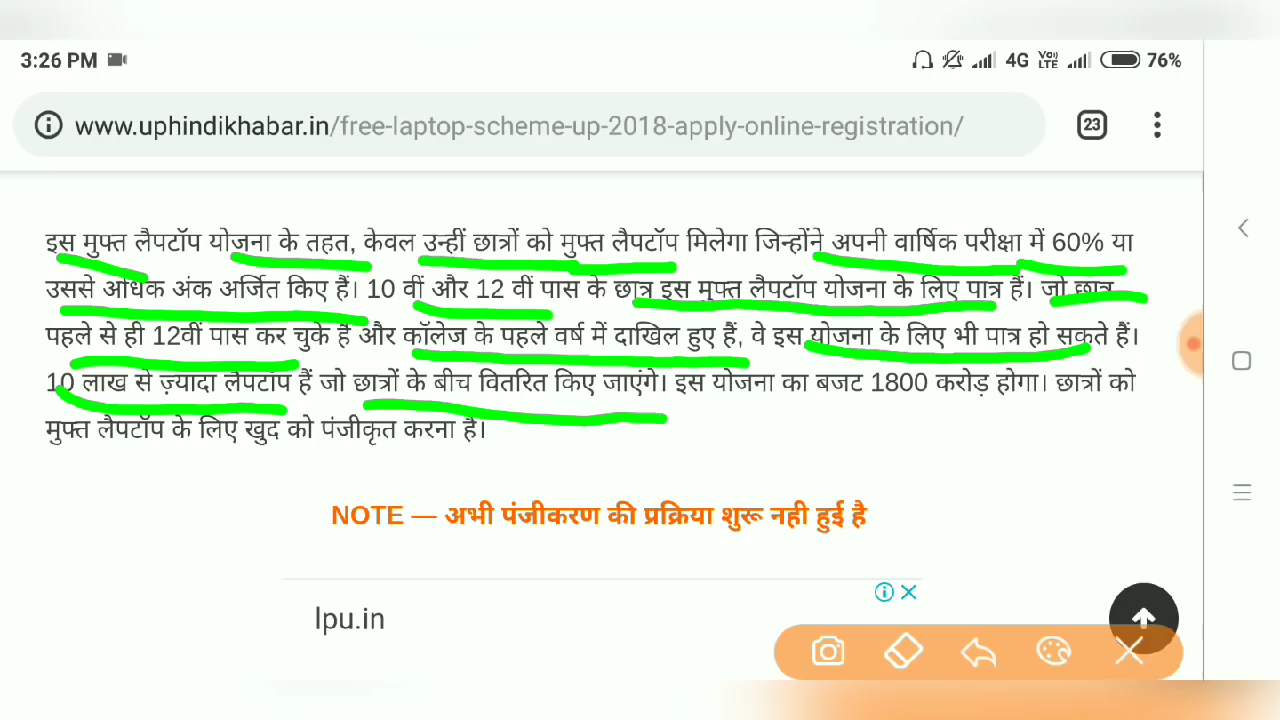 3:26 PM 4G Vo) LTE 76%
www.uphindikhabar.in/free-laptop-scheme-up-2018-apply-online-registration/ 23
इस मुफ्त लैपटॉप योजना के तहत, केवल उन्हीं छात्रों को मुफ्त लैपटॉप मिलेगा जिन्होंने अपनी वार्षिक परीक्षा में 60% या
उससे अधिक अंक अर्जित किए हैं। 10 वीं और 12 वीं पास के छात्र इस मुफ्त लैपटॉप योजना के लिए पात्र हैं। जो छात्र
पहले से ही 12वीं पास कर चुके हैं और कॉलेज के पहले वर्ष में दाखिल हुए हैं, वे इस योजना के लिए भी पात्र हो सकते हैं।
10 लाख से ज़्यादा लैपटॉप हैं जो छात्रों के बीच वितरित किए जाएंगे। इस योजना का बजट 1800 करोड़ होगा। छात्रों को
मुफ्त लैपटॉप के लिए खुद को पंजीकृत करना है।
NOTE — अभी पंजीकरण की प्रक्रिया शुरू नही हुई है
lpu.in